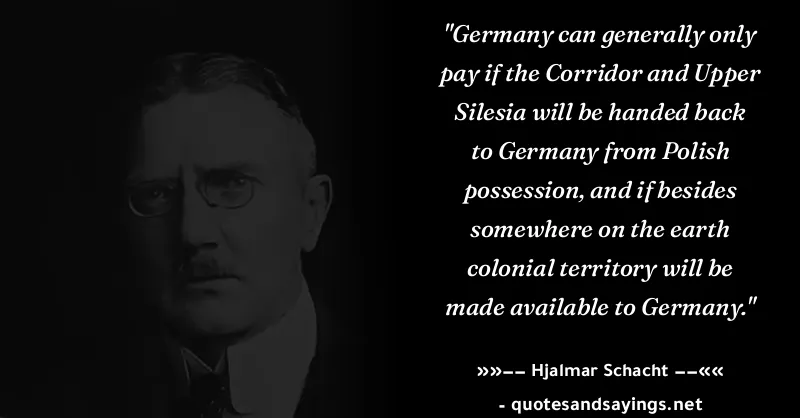 "Germany can generally only
pay if the Corridor and Upper
Silesia will be handed back
to Germany from Polish
possession, and if besides
somewhere on the earth
colonial territory will be
made available to Germany."
»»–– Hjalmar Schacht ––««
- quotesandsayings.net